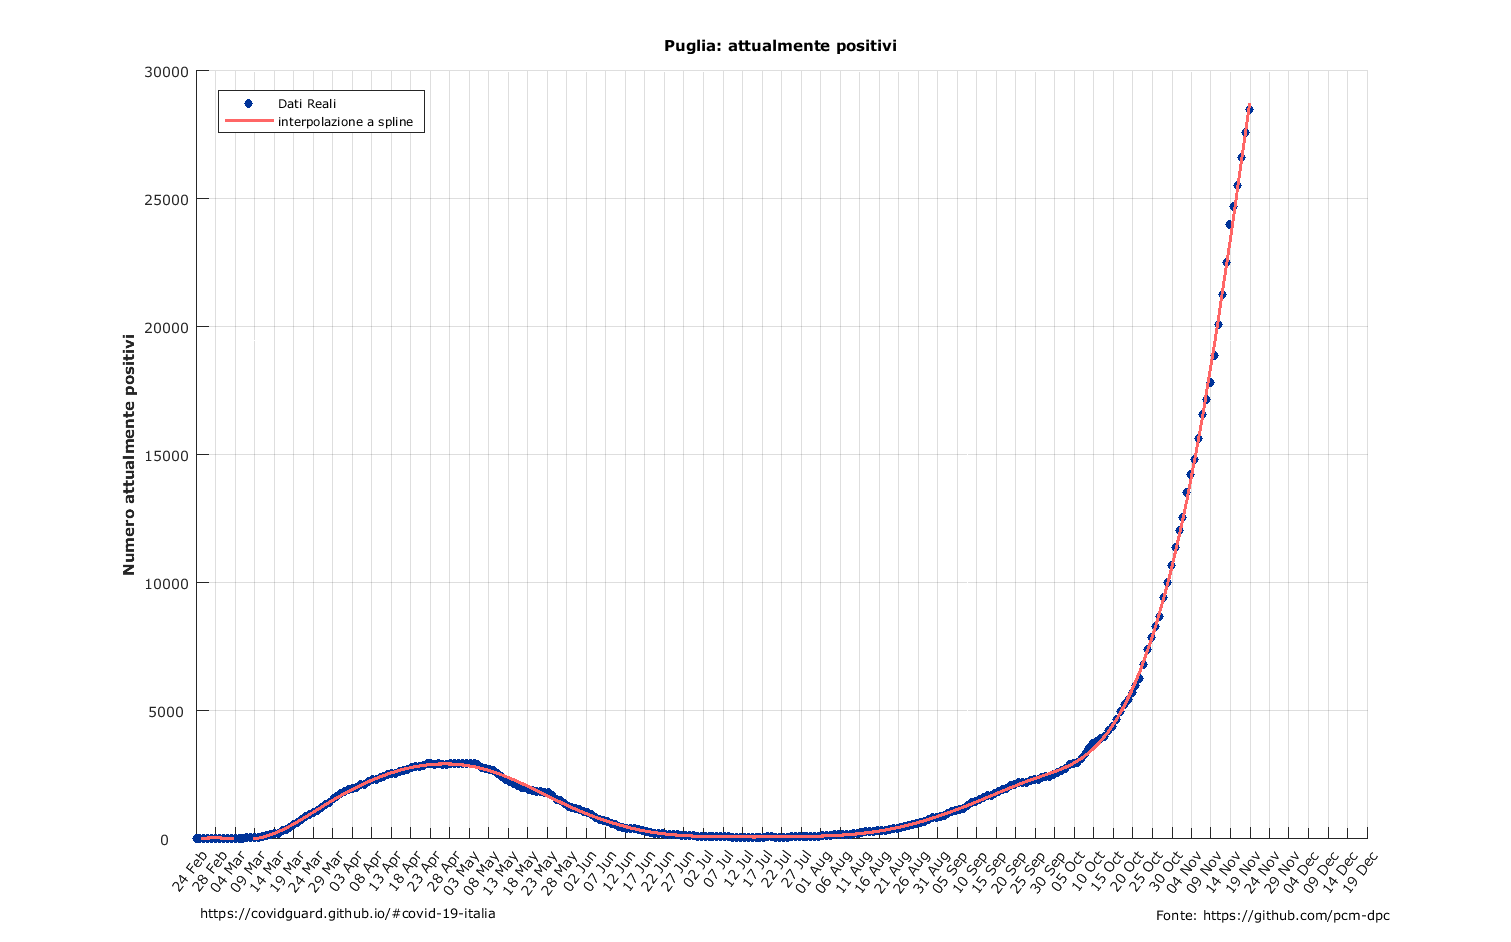 Puglia: attualmente positivi
30000
25000
20000
15000
10000
5000
0
Numero attualmente positivi
Dati Reali
interpolazione a spline
24 Feb
28 Feb
04 Mar
09 Mar
14 Mar
19 Mar
24 Mar
29 Mar
03 Apr
08 Apr
13 Apr
18 Apr
23 Apr
28 Apr
03 May
08 May
13 May
18 May
23 May
28 May
02 Jun
07 Jun
12 Jun
17 Jun
22 Jun
27 Jun
02 Jul
07 Jul
12 Jul
17 Jul
22 Jul
27 Jul
01 Aug
06 Aug
11 Aug
16 Aug
21 Aug
26 Aug
31 Aug
05 Sep
10 Sep
15 Sep
20 Sep
25 Sep
30 Sep
05 Oct
10 Oct
15 Oct
20 Oct
25 Oct
30 Oct
04 Nov
09 Nov
14 Nov
19 Nov
24 Nov
29 Nov
04 Dec
09 Dec
14 Dec
19 Dec
https://covidguard.github.io/#covid-19-italia
Fonte: https://github.com/pcm-dpc